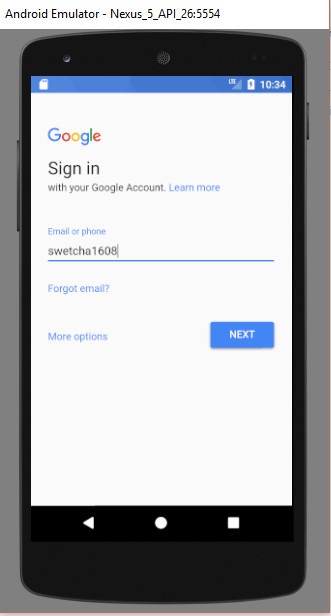 Android Emulator - Nexus_5_API_26:5554
LTE 10:34
Google
Sign in
with your Google Account. Learn more
Email or phone
swetcha1608
Forgot email?
More options
NEXT